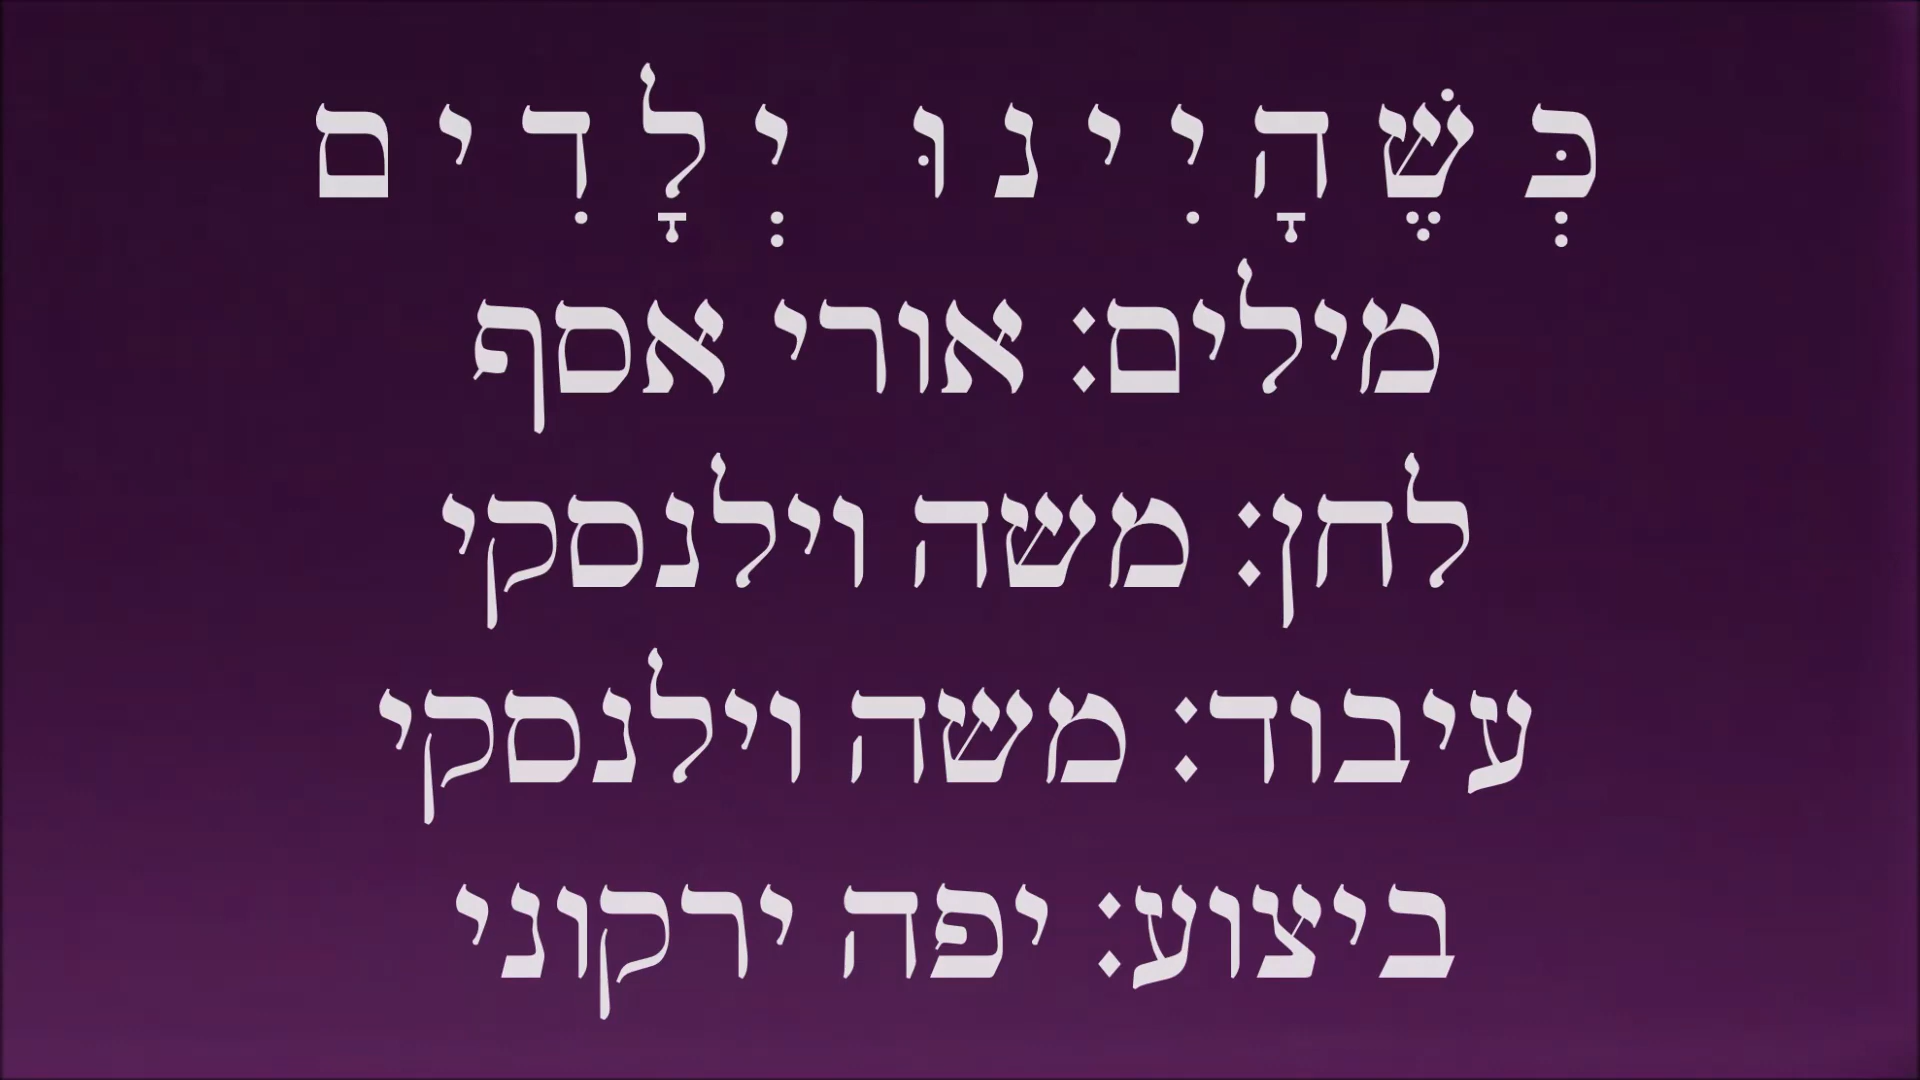 כְּשֶׁהָיִינוּ יְלָדִים
מילים: אורי אסף
לחן: משה וילנסקי
עיבוד: משה וילנסקי
ביצוע: יפה ירקוני